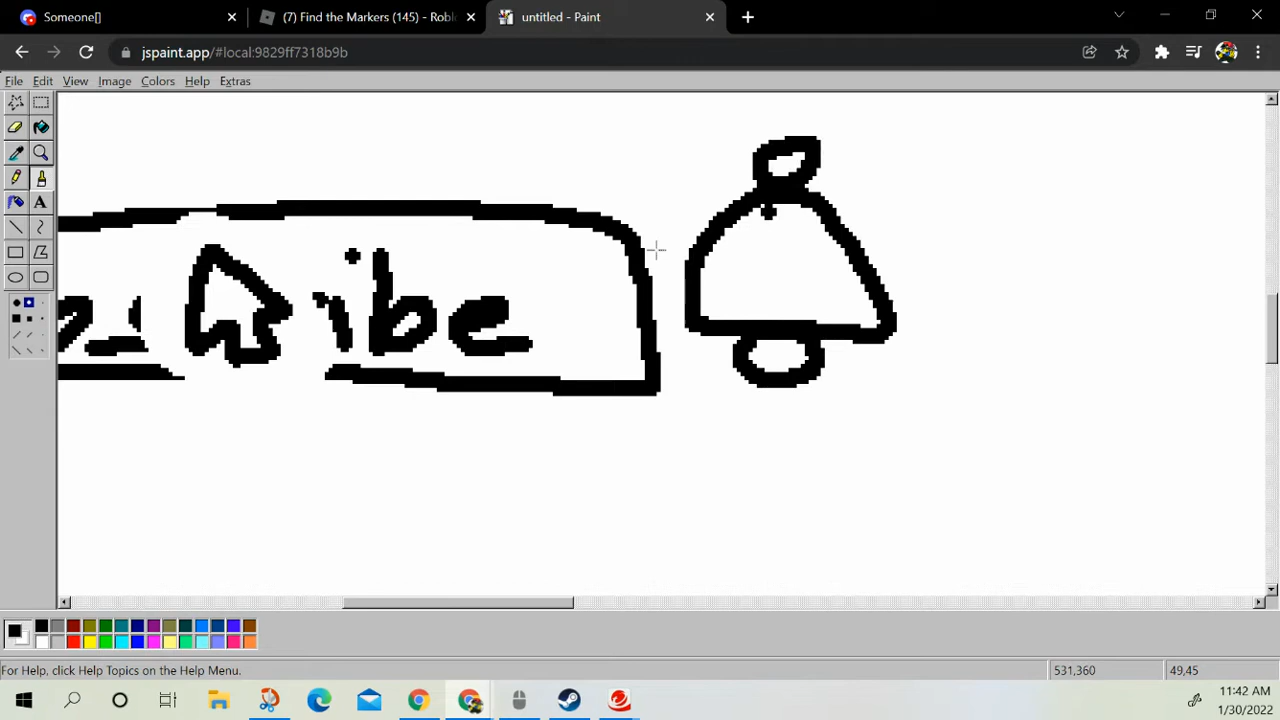 Someone[]
(7) Find the Markers (145) - Robl
untitled - Paint
jspaint.app/#local:9829ff7318b9b
File Edit View Image Colors Help Extras
ibe
For Help, click Help Topics on the Help Menu.
531,360
49,45
11:42 AM
1/30/2022